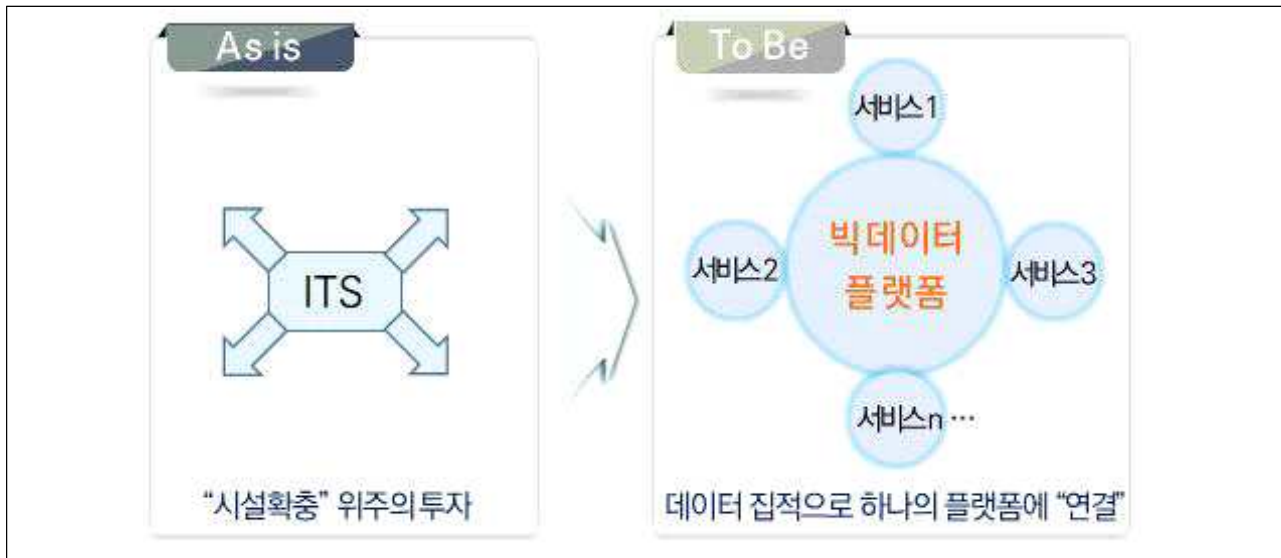 As is
ITS
“시설확충” 위주의 투자
To Be
서비스1
빅데이터
플랫폼
서비스2
서비스3
서비스n …
데이터 집적으로 하나의 플랫폼에 “연결”